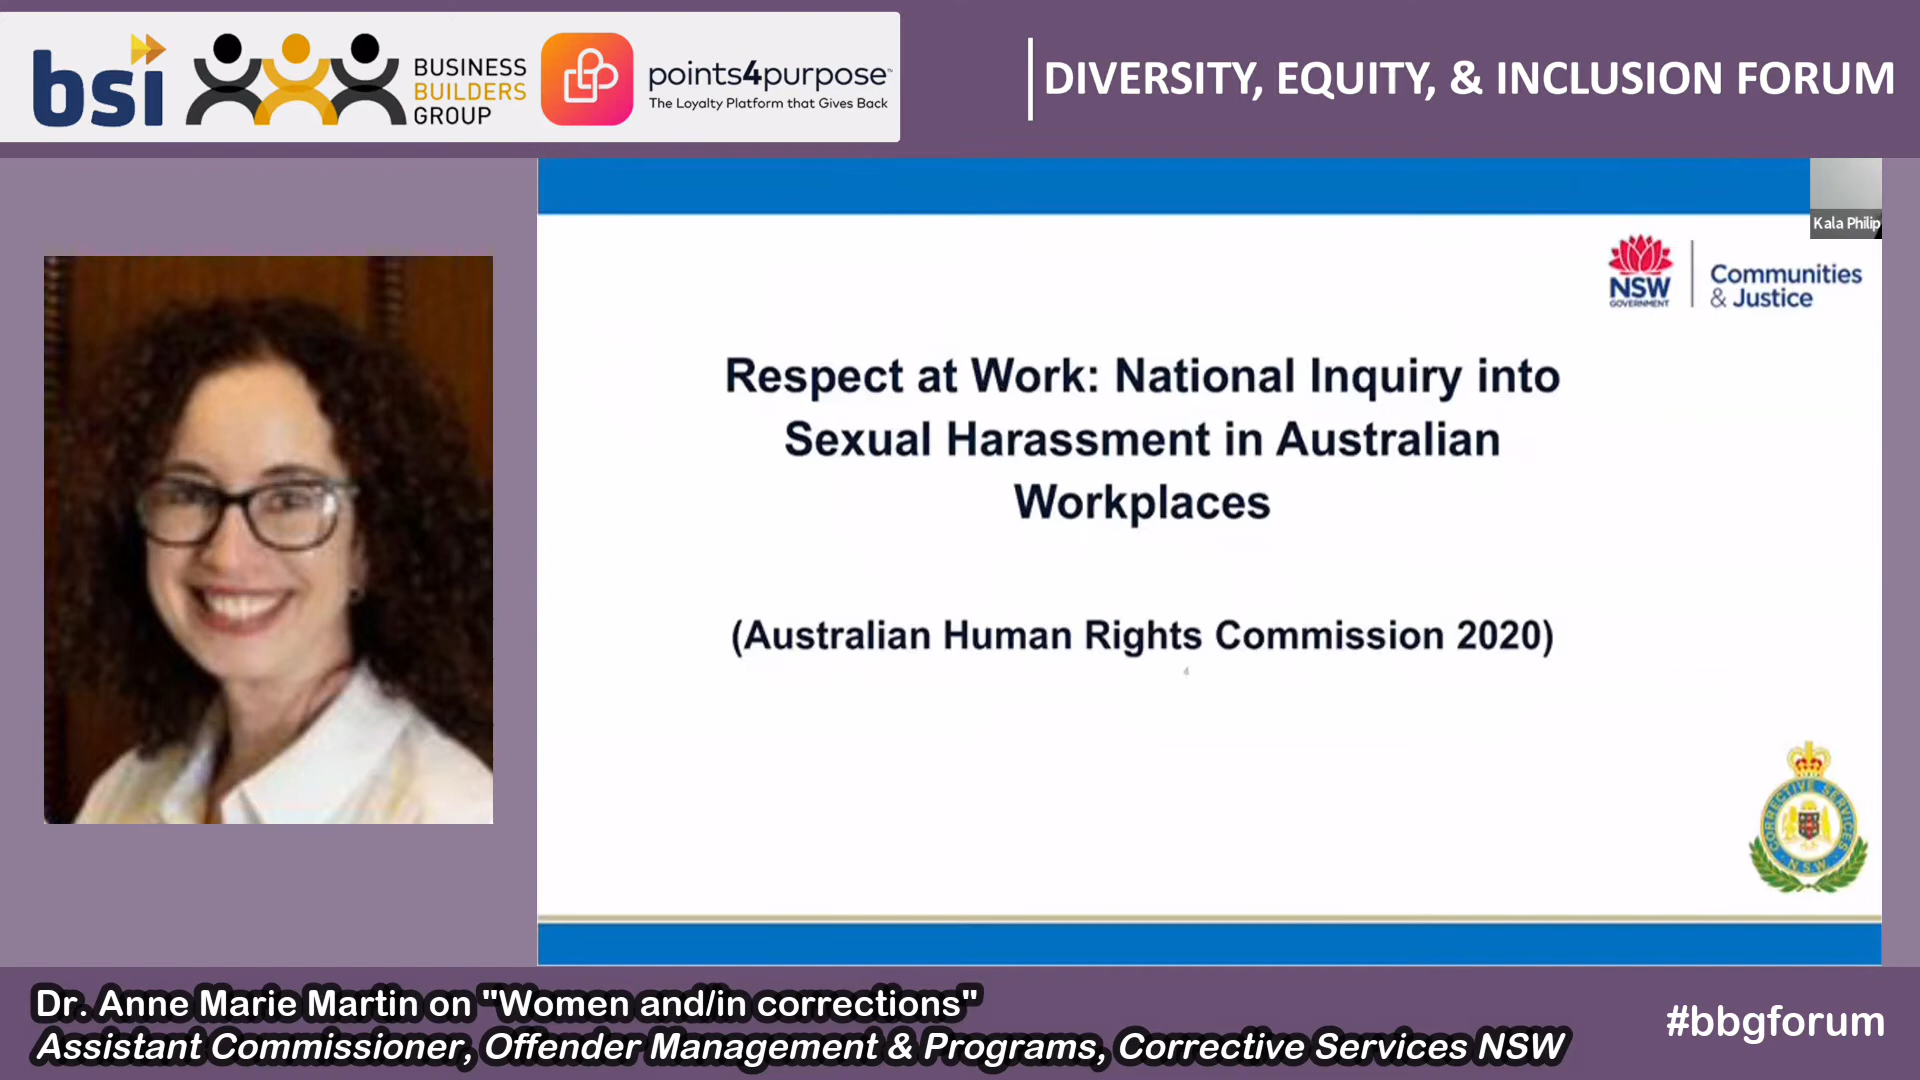 bsi
BUSINESS
BUILDERS
GROUP
points4purpose™
The Loyalty Platform that Gives Back
DIVERSITY, EQUITY, & INCLUSION FORUM
Kala Philip
NSW
GOVERNMENT
Communities
& Justice
Respect at Work: National Inquiry into
Sexual Harassment in Australian
Workplaces
(Australian Human Rights Commission 2020)
4
CORRECTIVE SERVICES
N.S.W
Dr. Anne Marie Martin on "Women and/in corrections"
Assistant Commissioner, Offender Management & Programs, Corrective Services NSW
#bbgforum